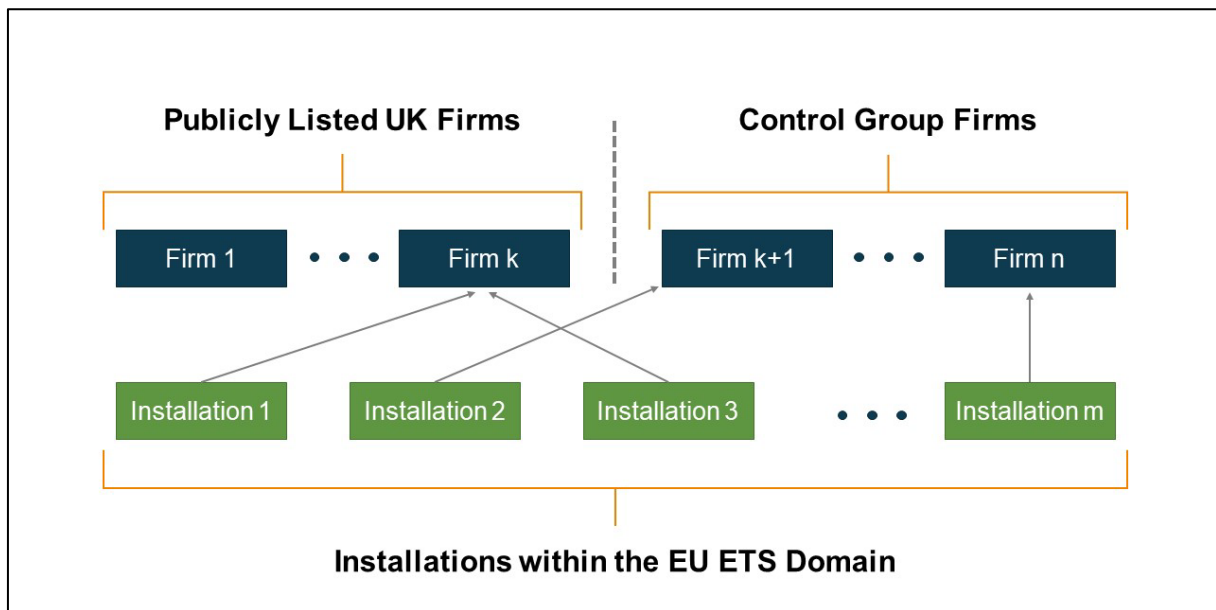 Publicly Listed UK Firms
Control Group Firms
Firm 1
Firm k
Firm k+1
Firm n
Installation 1
Installation 2
Installation 3
Installation m
Installations within the EU ETS Domain